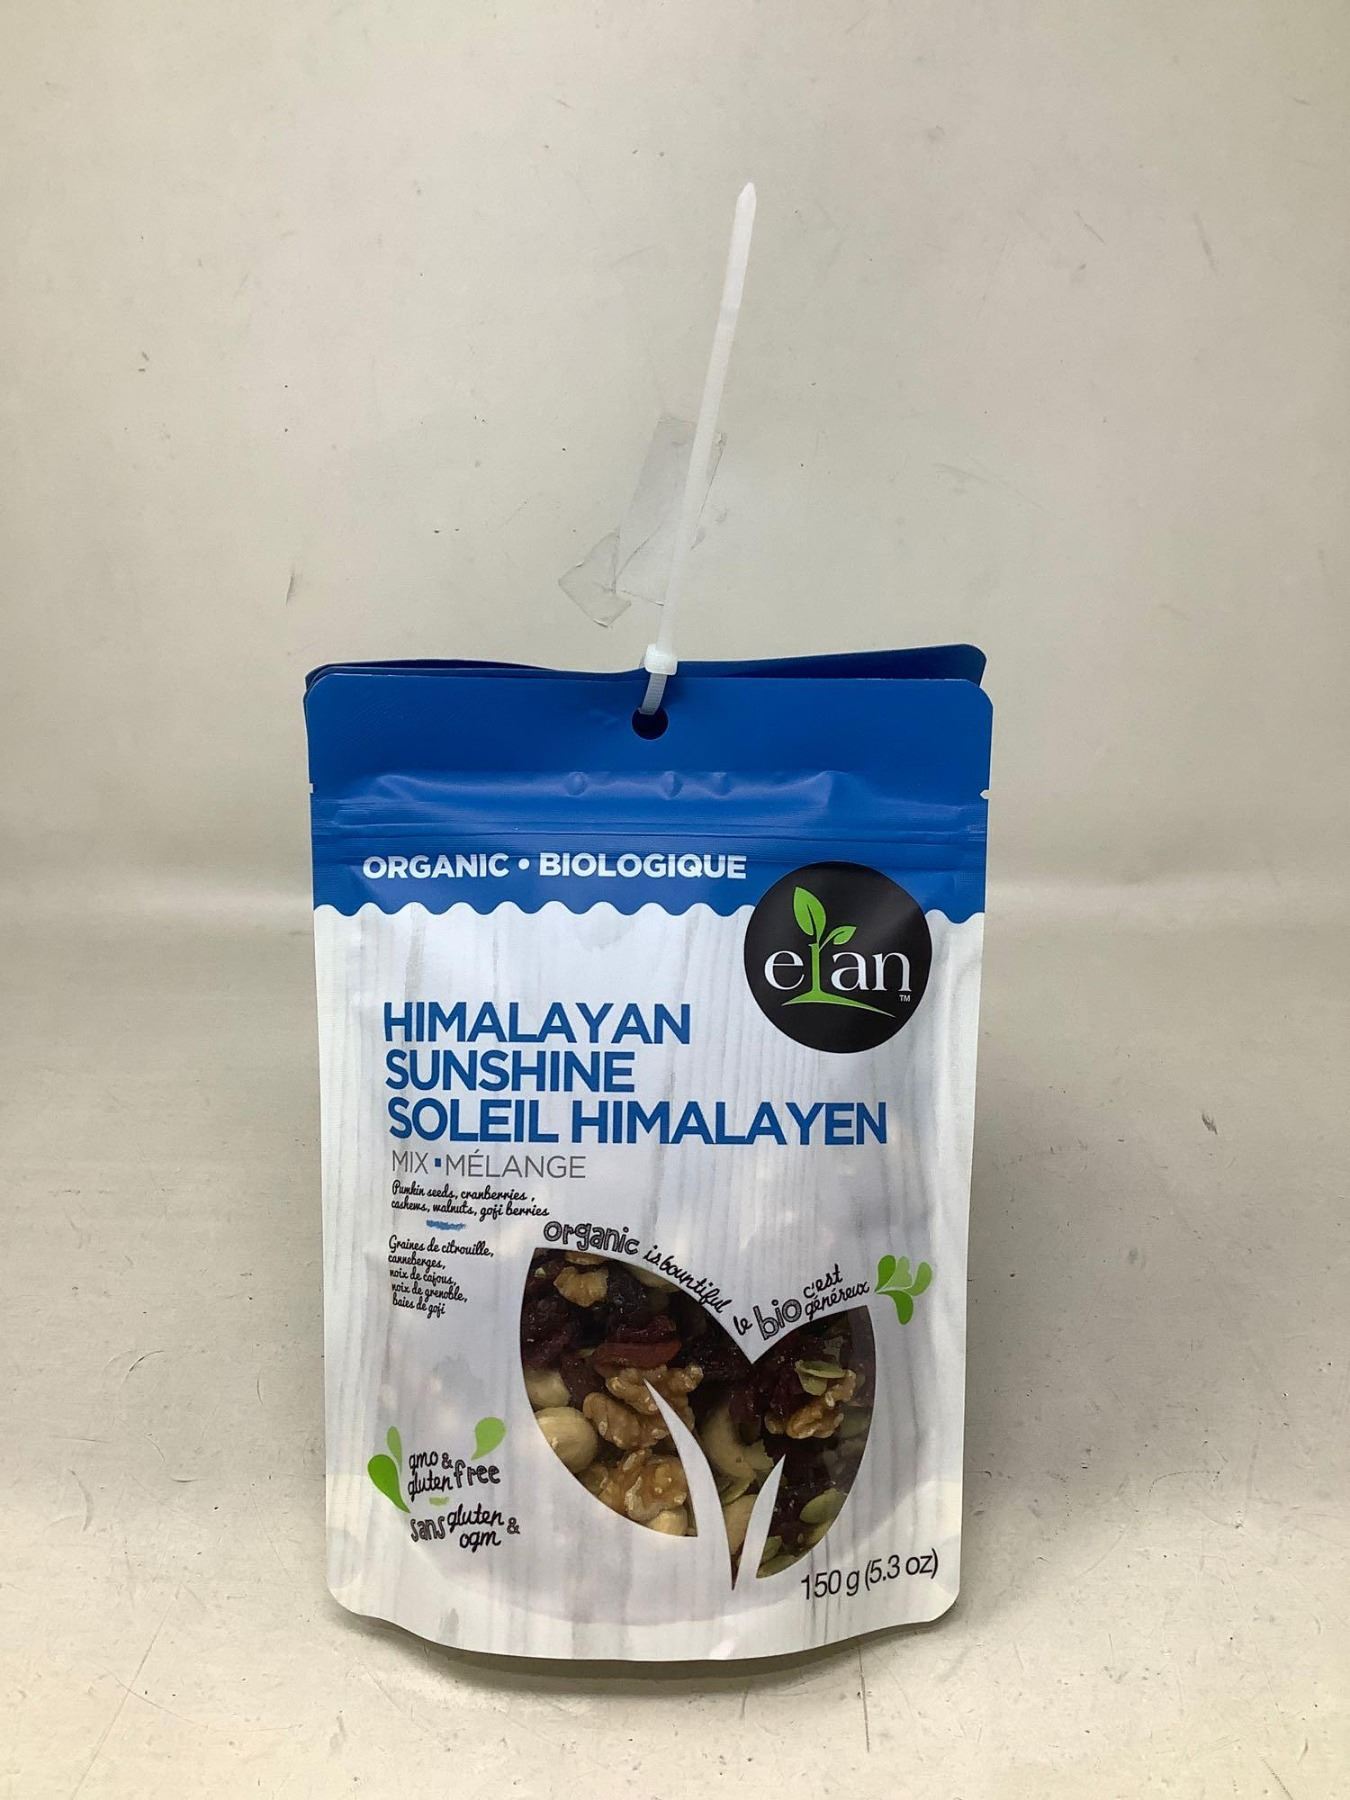 ORGANIC • BIOLOGIQUE
elan
TM
HIMALAYAN
SUNSHINE
SOLEIL HIMALAYEN
MIX ▪ MÉLANGE
Pumkin seeds, cranberries,
cashews, walnuts, goji berries
Graines de citrouille,
canneberges,
noix de cajous,
noix de grenoble,
baies de goji
organic is bountiful
le bio c'est
généreux
gmo &
gluten free
sans gluten &
ogm
150 g (5.3 oz)